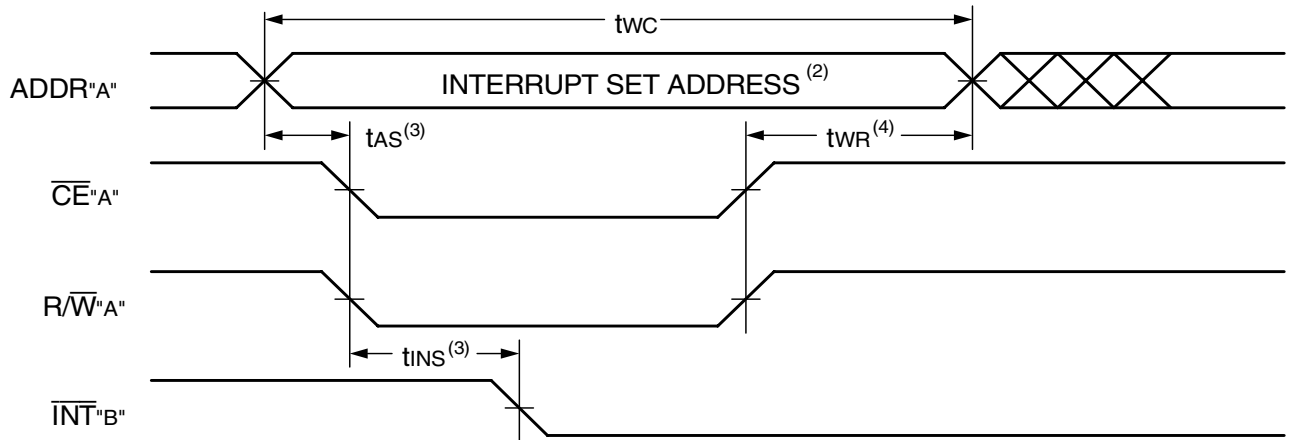 tWC
ADDR"A"
INTERRUPT SET ADDRESS (2)
tAS(3)
tWR(4)
CE"A"
R/W"A"
tINS(3)
INT"B"